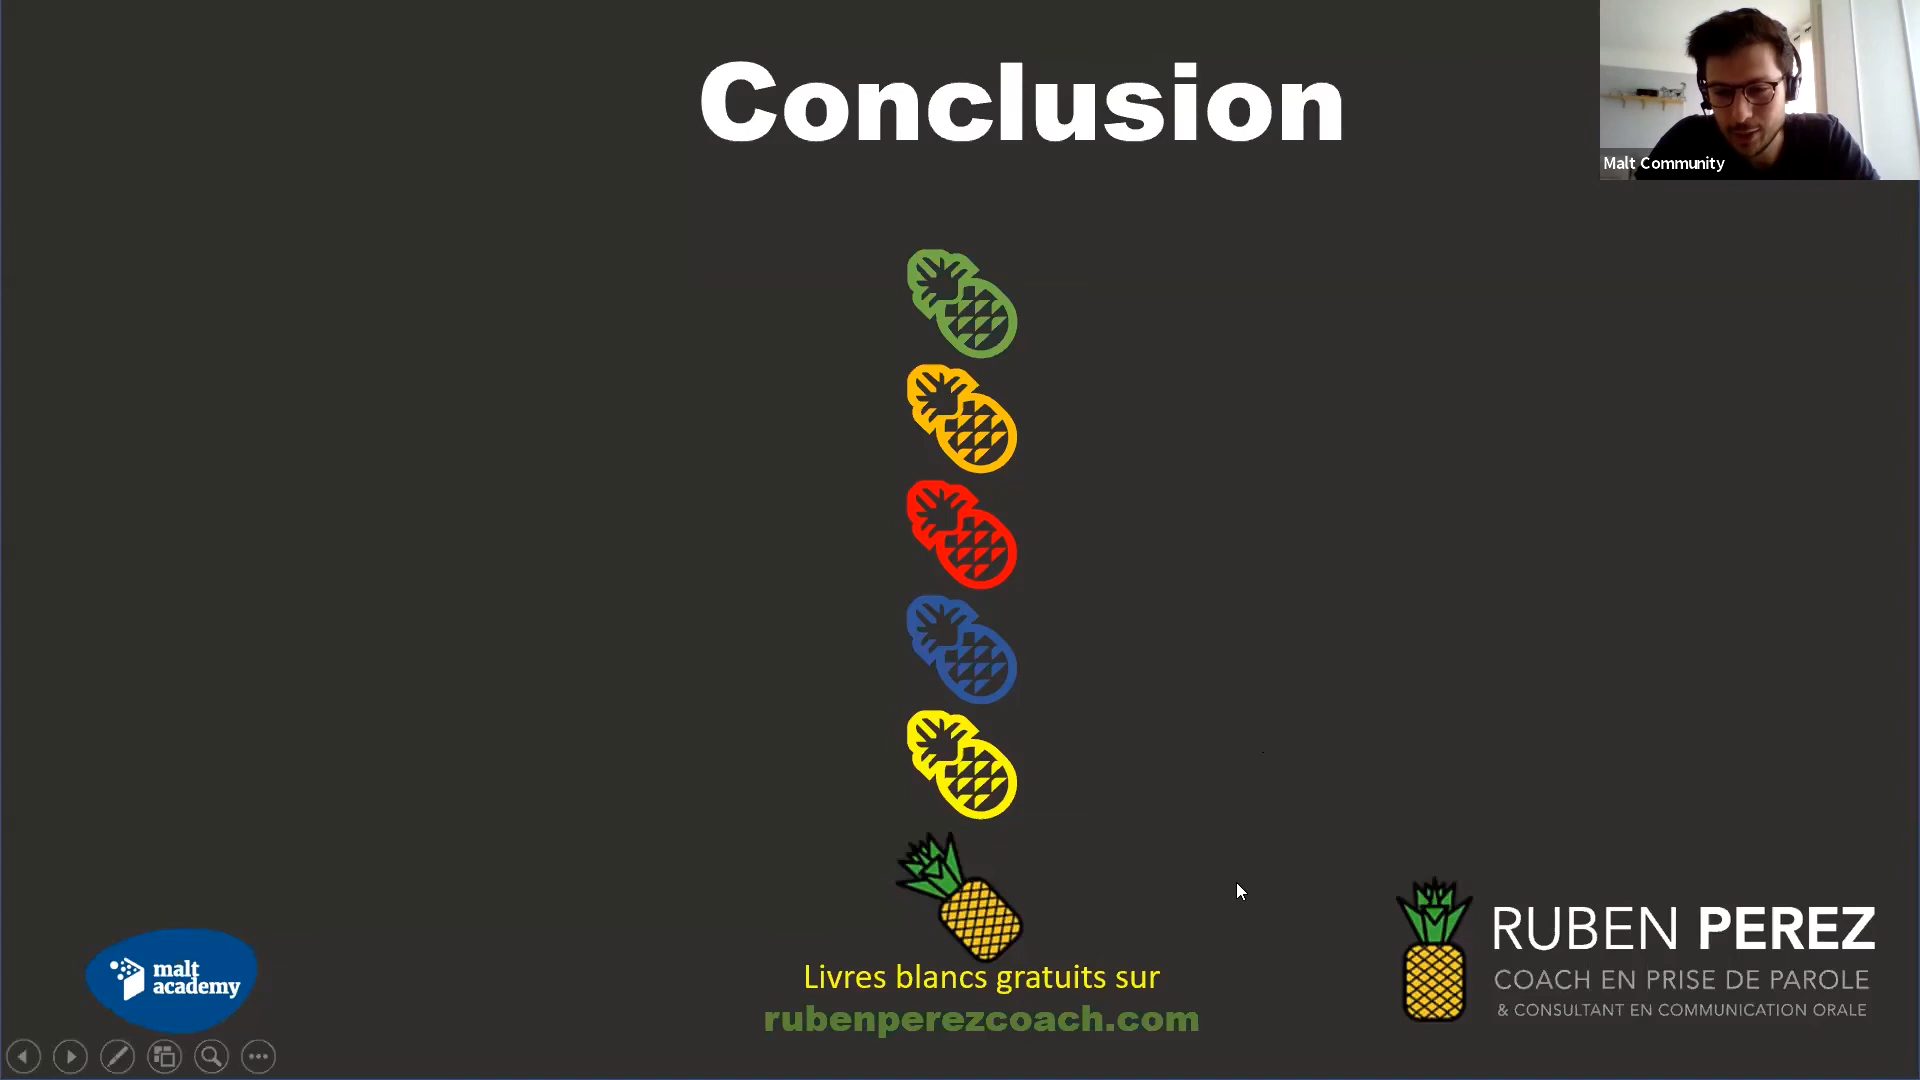 Conclusion
Malt Community
Livres blancs gratuits sur
rubenperezcoach.com
malt
academy
RUBEN PEREZ
COACH EN PRISE DE PAROLE
& CONSULTANT EN COMMUNICATION ORALE